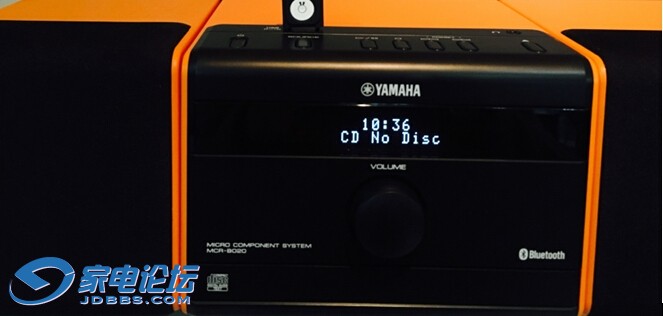 SOURCE
YAMAHA
10:36
CD No Disc
VOLUME
MICRO COMPONENT SYSTEM
MCR-B020
Bluetooth
家电论坛
JDBBS.COM